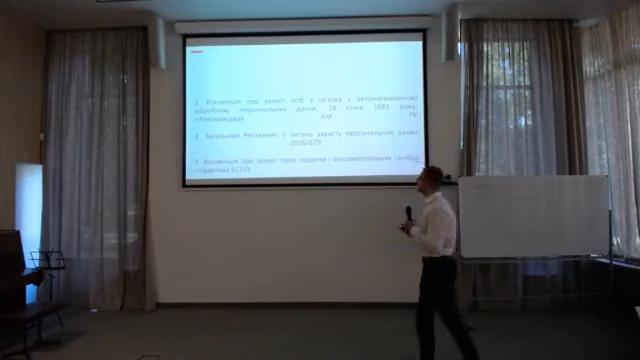 1. Конвенція про захист осіб у зв'язку з автоматизованою
обробкою персональних даних, 28 січня 1981 року,
+Рекомендації КМ РЄ
2. Загальний Регламент з питань захисту персональних даних
2016/679
3. Конвенція про захист прав людини і основоположних свобод
+практика ЄСПЛ